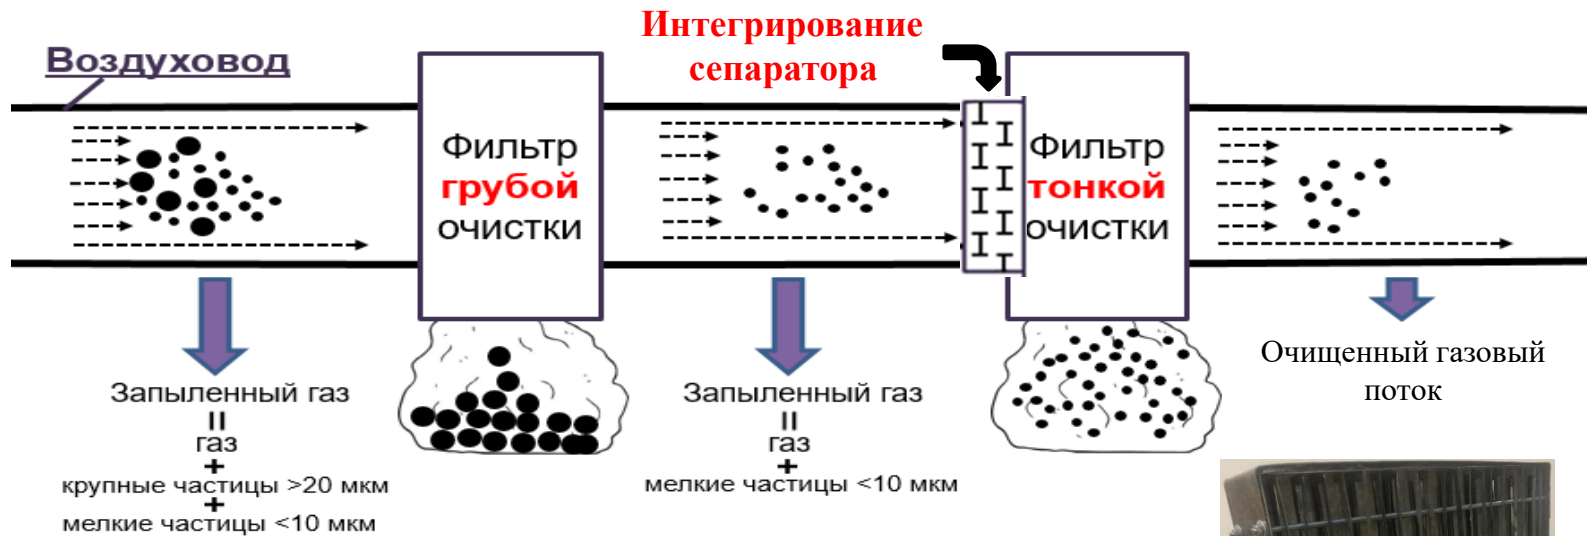 Интегрирование
сепаратора
Воздуховод
Фильтр
грубой
очистки
Фильтр
тонкой
очистки
Запыленный газ
=
газ
+
крупные частицы >20 мкм
+
мелкие частицы <10 мкм
Запыленный газ
=
газ
+
мелкие частицы <10 мкм
Очищенный газовый
поток